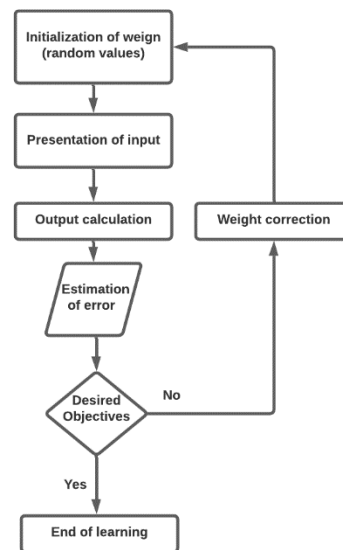 Initialization of weign
(random values)
Presentation of input
Output calculation
Weight correction
Estimation
of error
Desired
Objectives
No
Yes
End of learning